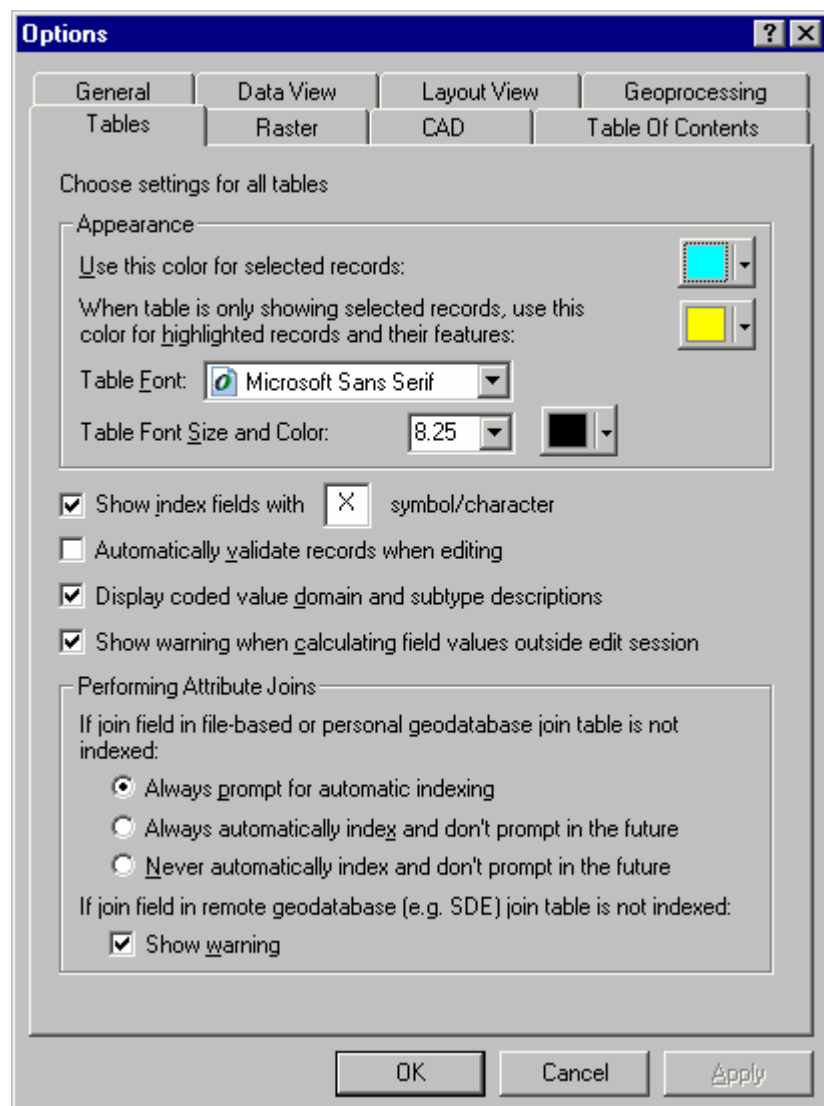 Options
General Data View Layout View Geoprocessing
Tables Raster CAD Table Of Contents
Choose settings for all tables
Appearance
Use this color for selected records:
When table is only showing selected records, use this
color for highlighted records and their features:
Table Font: Microsoft Sans Serif
Table Font Size and Color: 8.25
Show index fields with X symbol/character
Automatically validate records when editing
Display coded value domain and subtype descriptions
Show warning when calculating field values outside edit session
Performing Attribute Joins
If join field in file-based or personal geodatabase join table is not
indexed:
Always prompt for automatic indexing
Always automatically index and don't prompt in the future
Never automatically index and don't prompt in the future
If join field in remote geodatabase (e.g. SDE) join table is not indexed:
Show warning
OK Cancel Apply